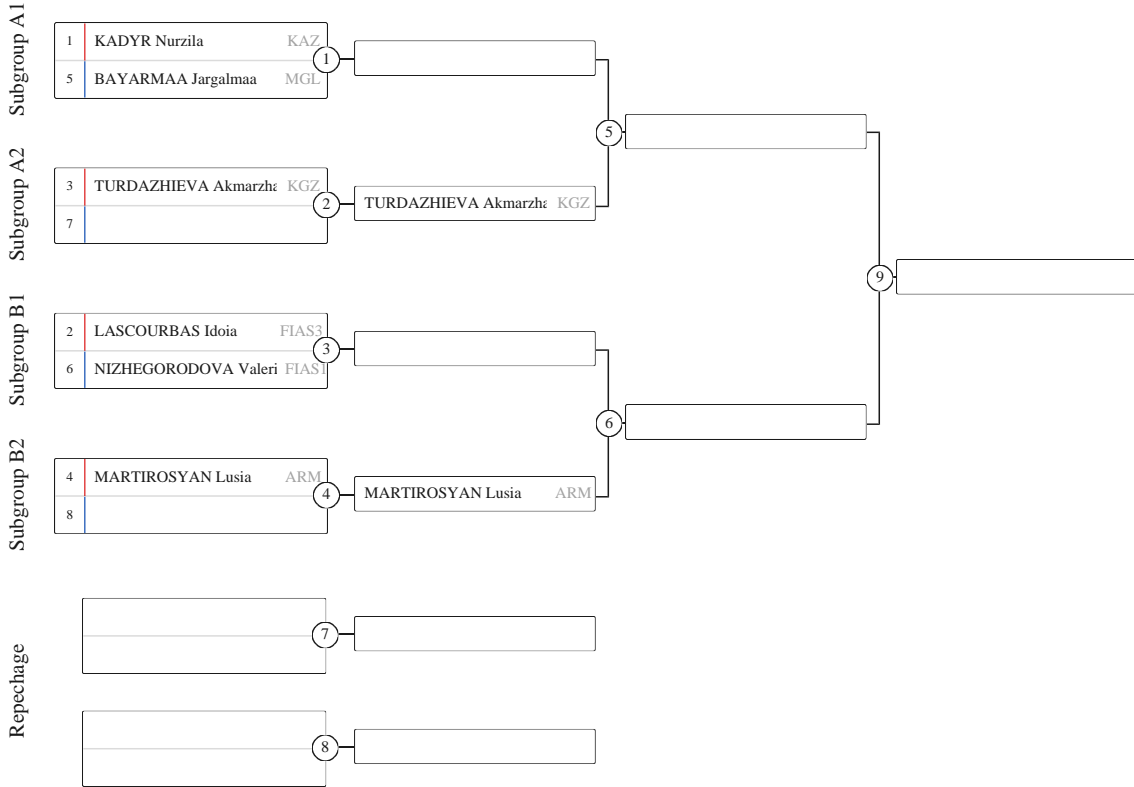 Subgroup A1
1 KADYR Nurzila KAZ
5 BAYARMAA Jargalmaa MGL
1
5
Subgroup A2
3 TURDAZHIEVA Akmarzha KGZ
7
2
TURDAZHIEVA Akmarzha KGZ
9
Subgroup B1
2 LASCOURBAS Idoia FIAS3
6 NIZHEGORODOVA Valeri FIAS1
3
6
Subgroup B2
4 MARTIROSYAN Lusia ARM
8
4
MARTIROSYAN Lusia ARM
Repechage
7
8